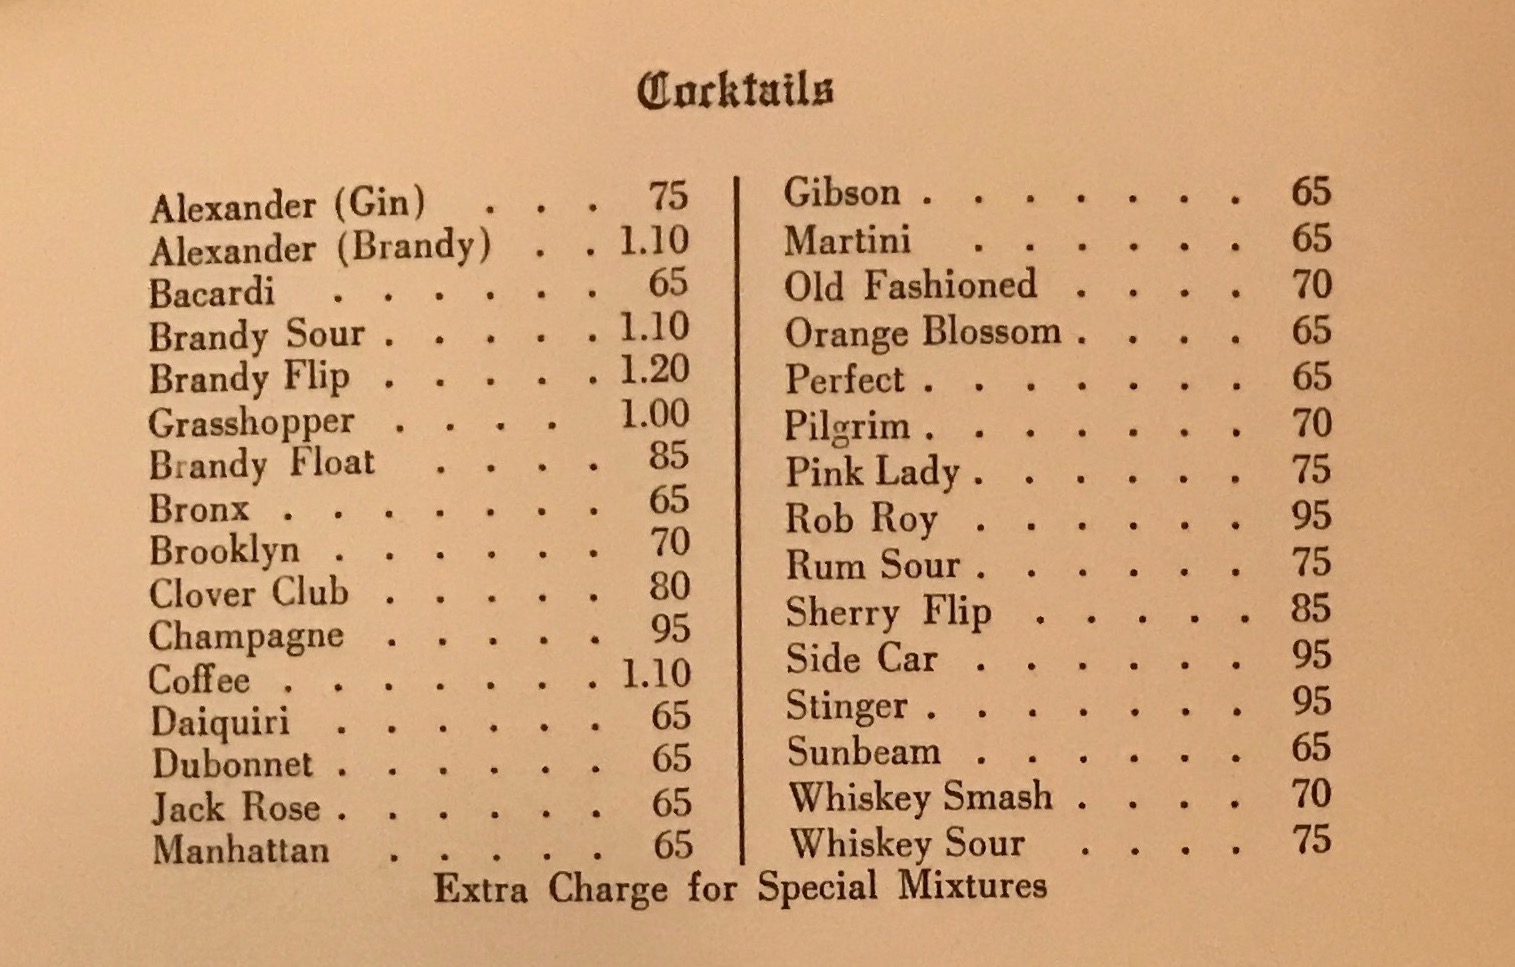 Cocktails
Alexander (Gin) . . . 75
Alexander (Brandy) . . 1.10
Bacardi . . . . . . 65
Brandy Sour . . . . . 1.10
Brandy Flip . . . . . 1.20
Grasshopper . . . . 1.00
Brandy Float . . . . 85
Bronx . . . . . . . 65
Brooklyn . . . . . . 70
Clover Club . . . . . 80
Champagne . . . . . 95
Coffee . . . . . . . 1.10
Daiquiri . . . . . . 65
Dubonnet . . . . . . 65
Jack Rose . . . . . . 65
Manhattan . . . . . 65
Gibson . . . . . . . 65
Martini . . . . . . 65
Old Fashioned . . . . 70
Orange Blossom . . . . 65
Perfect . . . . . . . 65
Pilgrim . . . . . . . 70
Pink Lady . . . . . . 75
Rob Roy . . . . . . 95
Rum Sour . . . . . . 75
Sherry Flip . . . . . 85
Side Car . . . . . . 95
Stinger . . . . . . . 95
Sunbeam . . . . . . 65
Whiskey Smash . . . . 70
Whiskey Sour . . . . 75
Extra Charge for Special Mixtures